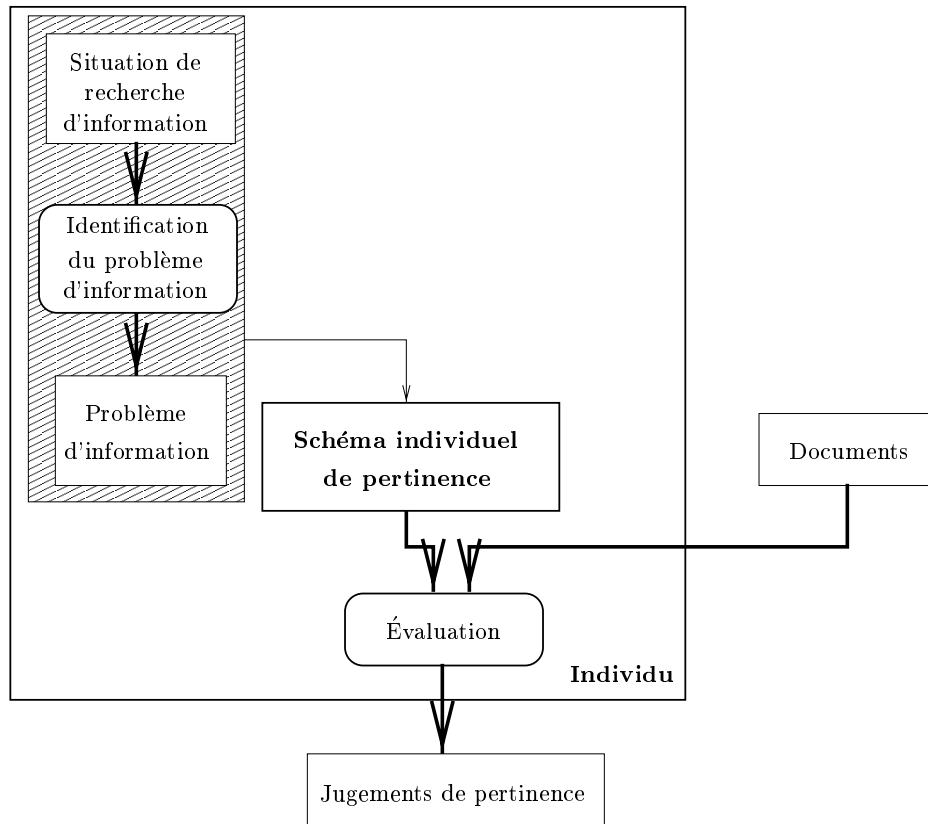 Situation de
recherche
d'information
Identification
du problème
d'information
Problème
d'information
Schéma individuel
de pertinence
Documents
Évaluation
Individu
Jugements de pertinence